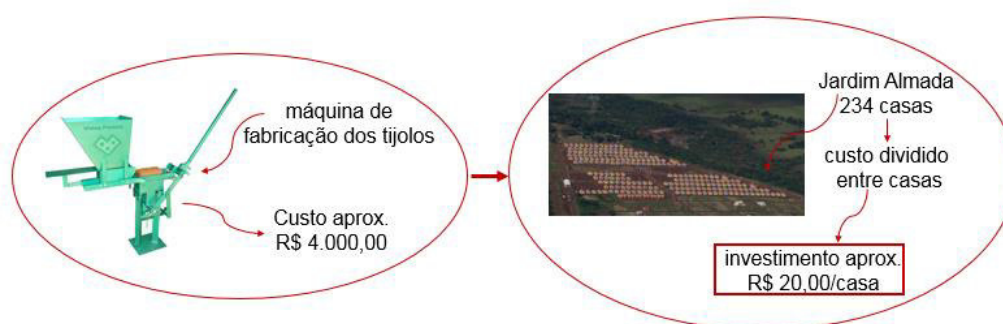 máquina de
fabricação dos tijolos
Custo aprox.
R$ 4.000,00
Jardim Almada
234 casas
custo dividido
entre casas
investimento aprox.
R$ 20,00/casa